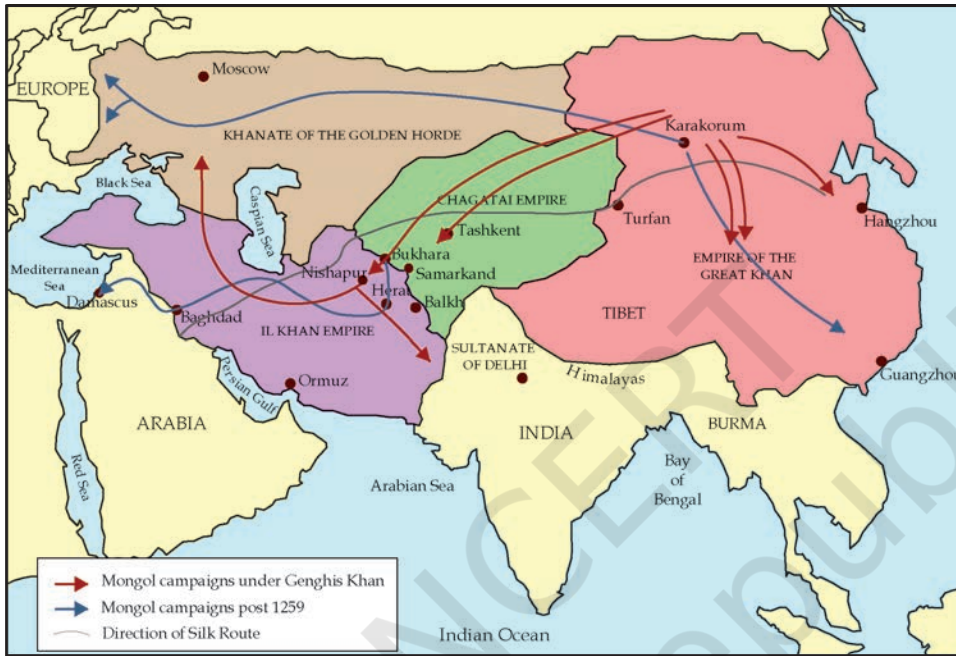 EUROPE
Moscow
KHANATE OF THE GOLDEN HORDE
Karakorum
Black Sea
Caspian Sea
CHAGATAI EMPIRE
Turfan
Hangzhou
Tashkent
Bukhara
Mediterranean
Sea
Nishapur
Samarkand
EMPIRE OF THE
GREAT KHAN
Damascus
Herat
Balkh
Baghdad
IL KHAN EMPIRE
TIBET
SULTANATE
OF DELHI
Himalayas
Guangzhou
Persian Gulf
Ormuz
ARABIA
INDIA
BURMA
Red Sea
Arabian Sea
Bay
of
Bengal
Mongol campaigns under Genghis Khan
Mongol campaigns post 1259
Direction of Silk Route
Indian Ocean
NCERT
republ